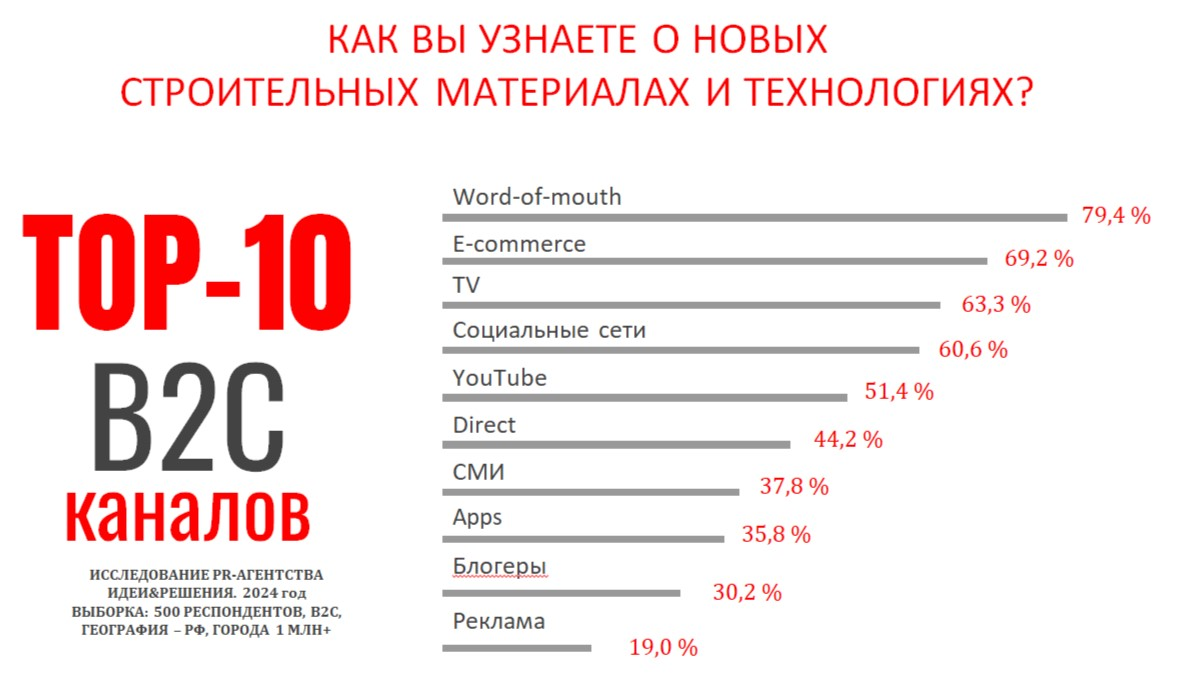 КАК ВЫ УЗНАЕТЕ О НОВЫХ
СТРОИТЕЛЬНЫХ МАТЕРИАЛАХ И ТЕХНОЛОГИЯХ?
TOP-10
B2C
каналов
ИССЛЕДОВАНИЕ PR-АГЕНТСТВА
ИДЕИ&РЕШЕНИЯ. 2024 год
ВЫБОРКА: 500 РЕСПОНДЕНТОВ, B2C,
ГЕОГРАФИЯ – РФ, ГОРОДА 1 МЛН+
Word-of-mouth
79,4 %
E-commerce
69,2 %
TV
63,3 %
Социальные сети
60,6 %
YouTube
51,4 %
Direct
44,2 %
СМИ
37,8 %
Apps
35,8 %
Блогеры
30,2 %
Реклама
19,0 %